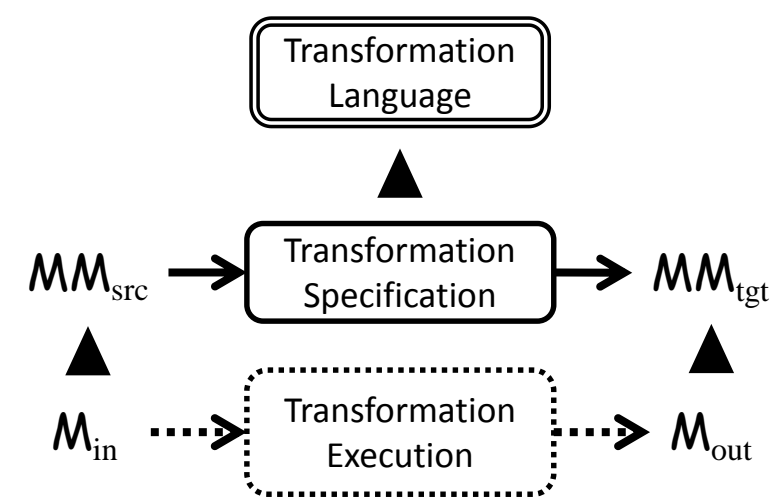 Transformation
Language
MMsrc
Transformation
Specification
MMtgt
Min
Transformation
Execution
Mout